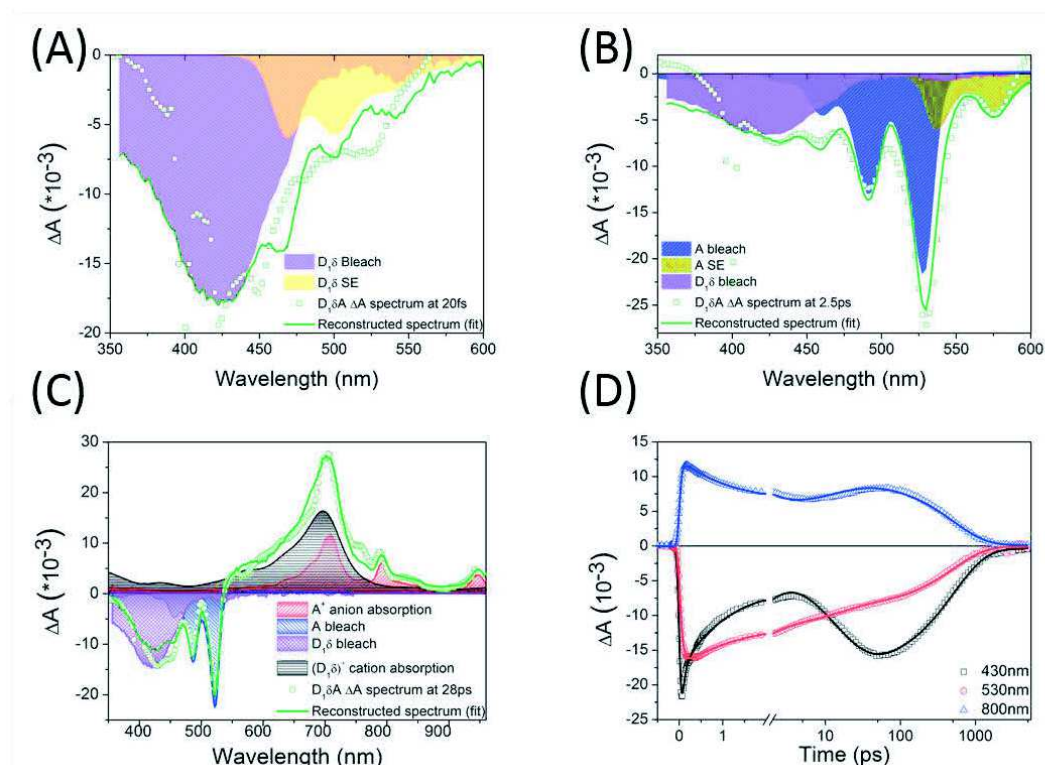 (A)
0
-5
-10
-15
-20
350 400 450 500 550 600
ΔA (*10⁻³)
Wavelength (nm)
D₁δ Bleach
D₁δ SE
D₁δA ΔA spectrum at 20fs
Reconstructed spectrum (fit)
(B)
0
-5
-10
-15
-20
-25
350 400 450 500 550 600
ΔA (*10⁻³)
Wavelength (nm)
A bleach
A SE
D₁δ bleach
D₁δA ΔA spectrum at 2.5ps
Reconstructed spectrum (fit)
(C)
30
20
10
0
-10
-20
400 500 600 700 800 900
ΔA (*10⁻³)
Wavelength (nm)
A⁺ anion absorption
A bleach
D₁δ bleach
(D₁δ)⁻ cation absorption
D₁δA ΔA spectrum at 28ps
Reconstructed spectrum (fit)
(D)
15
10
5
0
-5
-10
-15
-20
-25
0 1 10 100 1000
ΔA (10⁻³)
Time (ps)
430nm
530nm
800nm